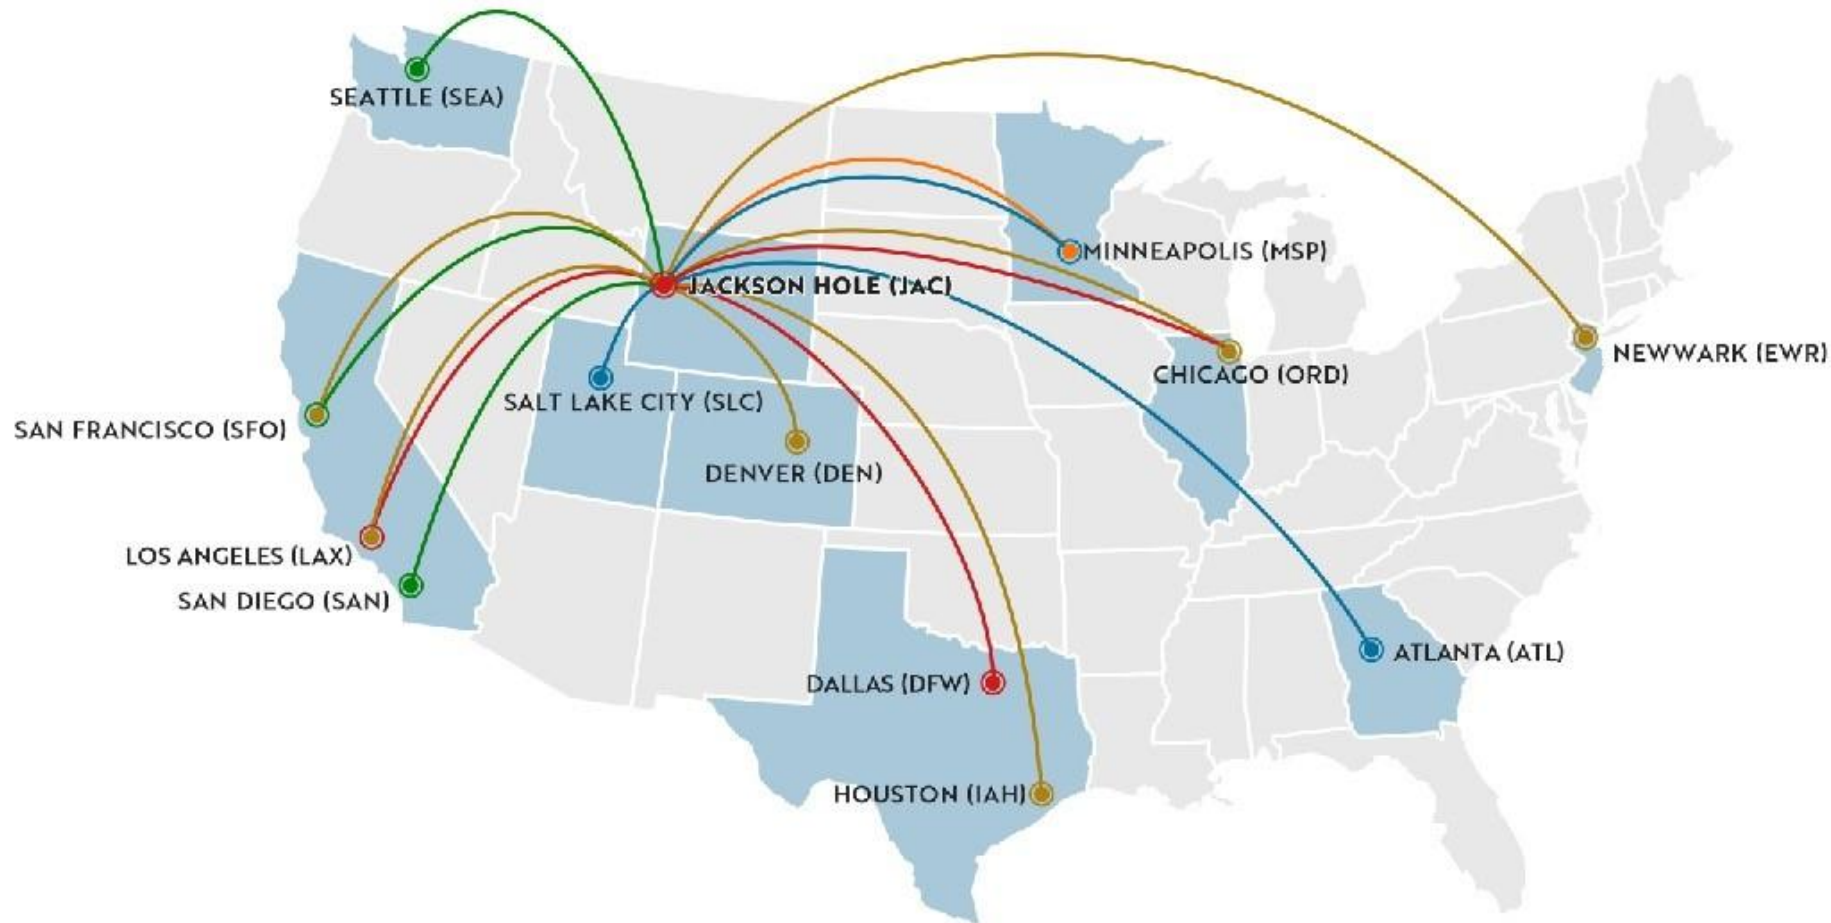 SEATTLE (SEA)
MINNEAPOLIS (MSP)
JACKSON HOLE (JAC)
NEWWARK (EWR)
CHICAGO (ORD)
SALT LAKE CITY (SLC)
SAN FRANCISCO (SFO)
DENVER (DEN)
LOS ANGELES (LAX)
SAN DIEGO (SAN)
ATLANTA (ATL)
DALLAS (DFW)
HOUSTON (IAH)